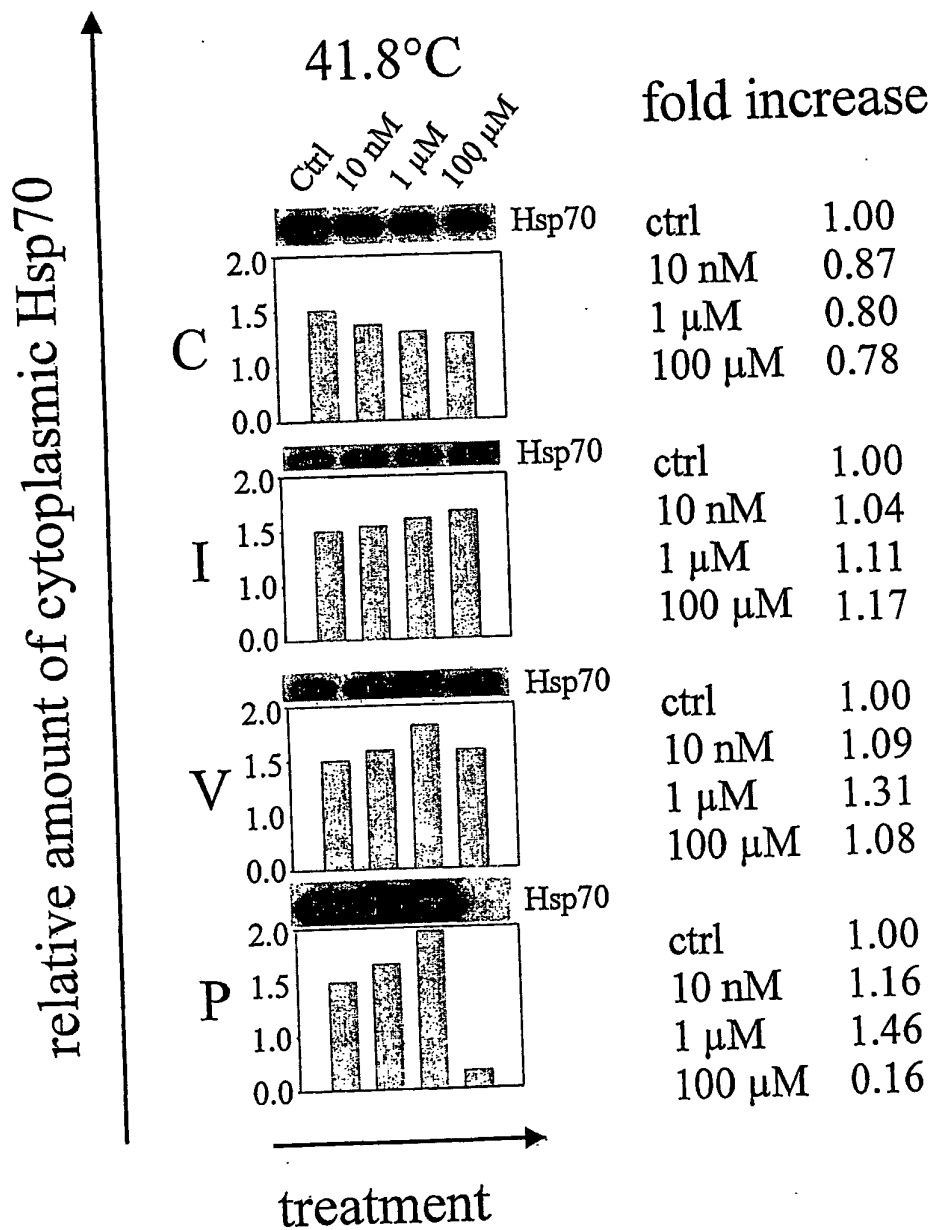 41.8°C
fold increase
Ctrl
10 nM
1 µM
100 µM
relative amount of cytoplasmic Hsp70
Hsp70
C
2.0
1.5
1.0
0.0
ctrl 1.00
10 nM 0.87
1 µM 0.80
100 µM 0.78
Hsp70
I
2.0
1.5
1.0
0.0
ctrl 1.00
10 nM 1.04
1 µM 1.11
100 µM 1.17
Hsp70
V
2.0
1.5
1.0
0.0
ctrl 1.00
10 nM 1.09
1 µM 1.31
100 µM 1.08
Hsp70
P
2.0
1.5
1.0
0.0
ctrl 1.00
10 nM 1.16
1 µM 1.46
100 µM 0.16
treatment